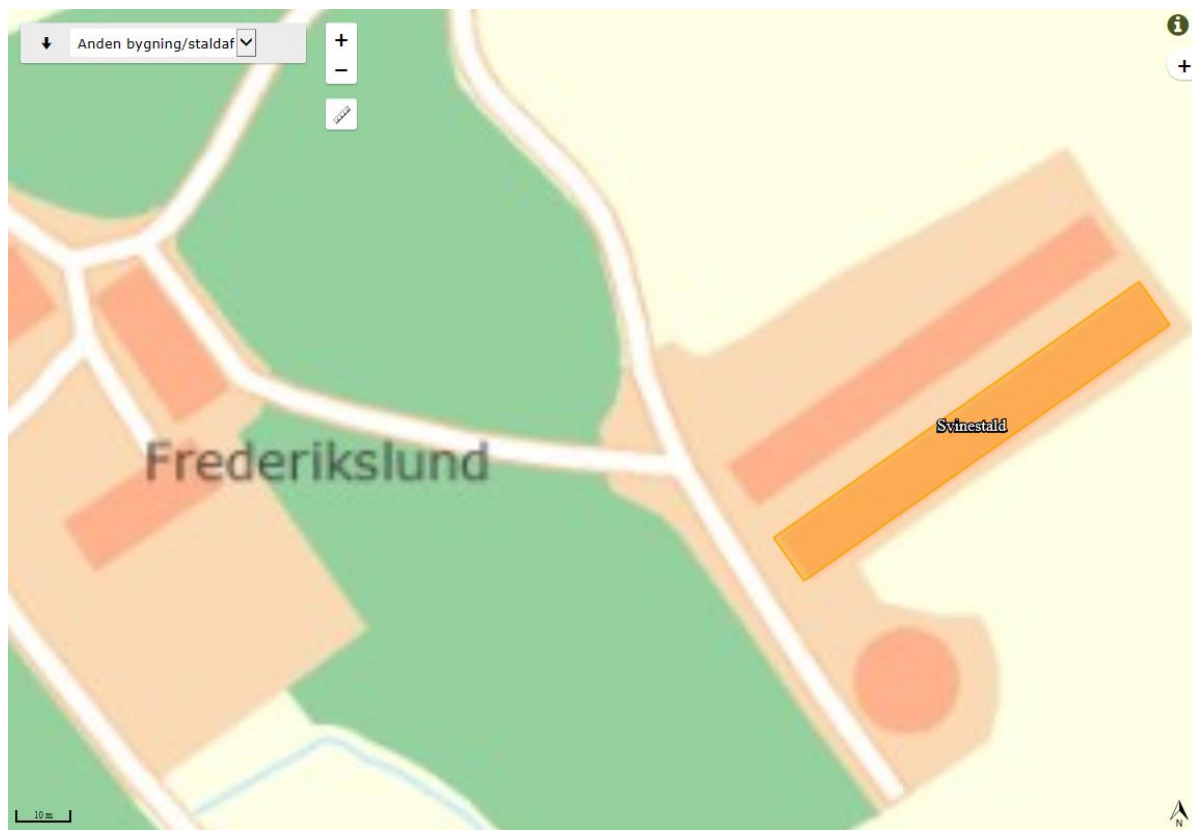 Anden bygning/staldaf
+
−
i
+
Svinestald
Frederikslund
10 m
N